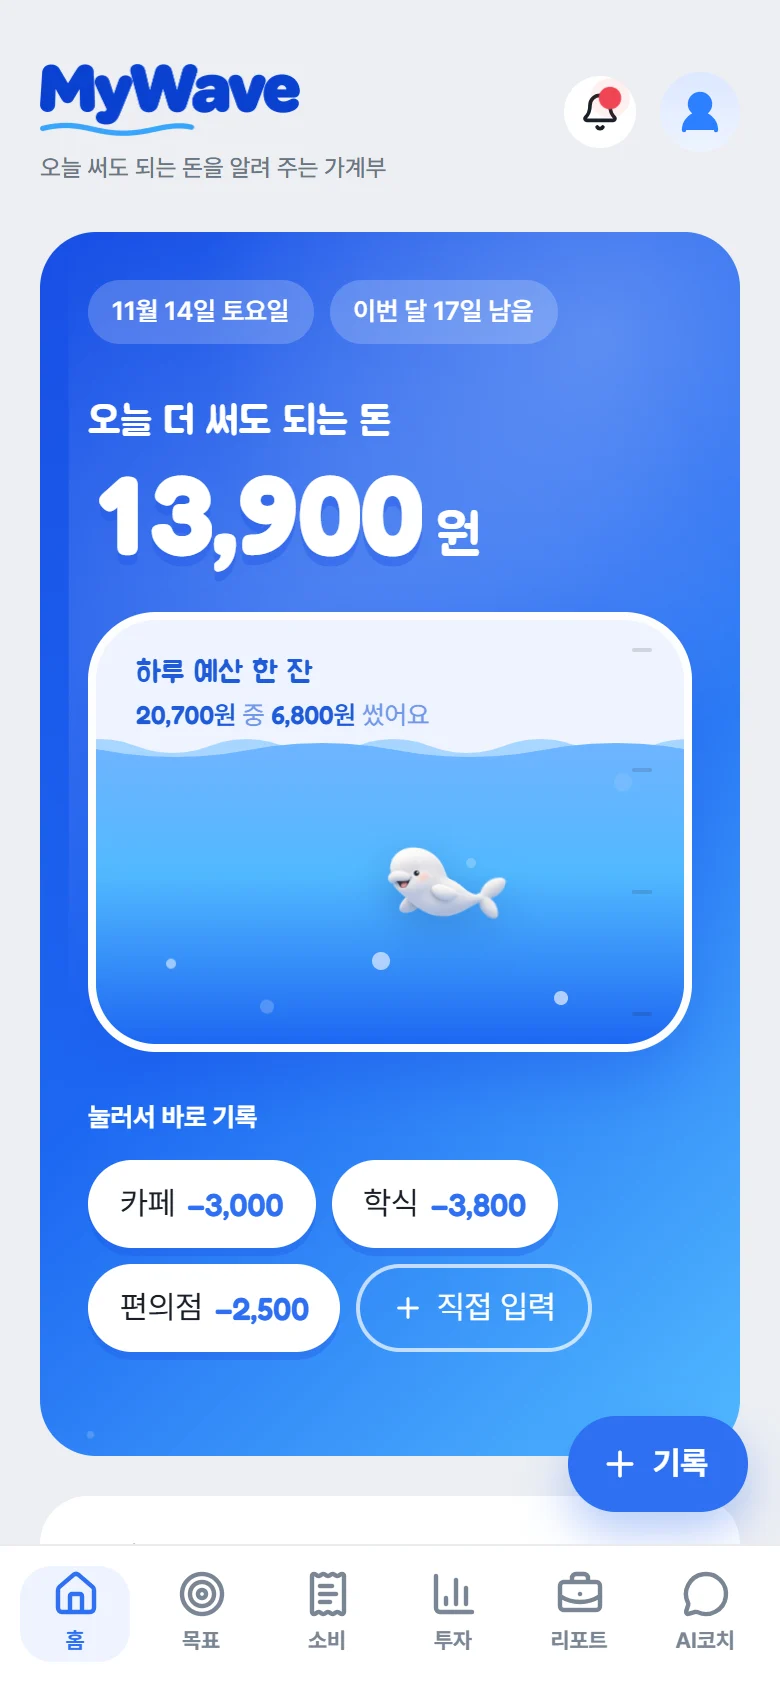 MyWave
오늘 써도 되는 돈을 알려 주는 가계부
11월 14일 토요일
이번 달 17일 남음
오늘 더 써도 되는 돈
13,900 원
하루 예산 한 잔
20,700원 중 6,800원 썼어요
눌러서 바로 기록
카페 –3,000
학식 –3,800
편의점 –2,500
+ 직접 입력
+ 기록
홈
목표
소비
투자
리포트
AI코치